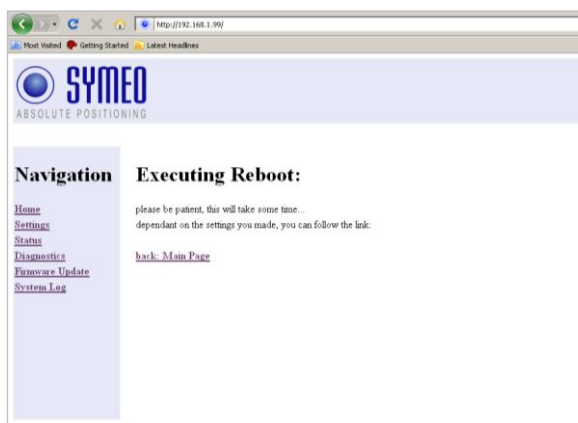 http://192.168.1.99/
Most Visited Getting Started Latest Headlines
SYMEO
ABSOLUTE POSITIONING
Navigation
Home
Settings
Status
Diagnostics
Firmware Update
System Log
Executing Reboot:
please be patient, this will take some time...
dependant on the settings you made, you can follow the link:
back: Main Page